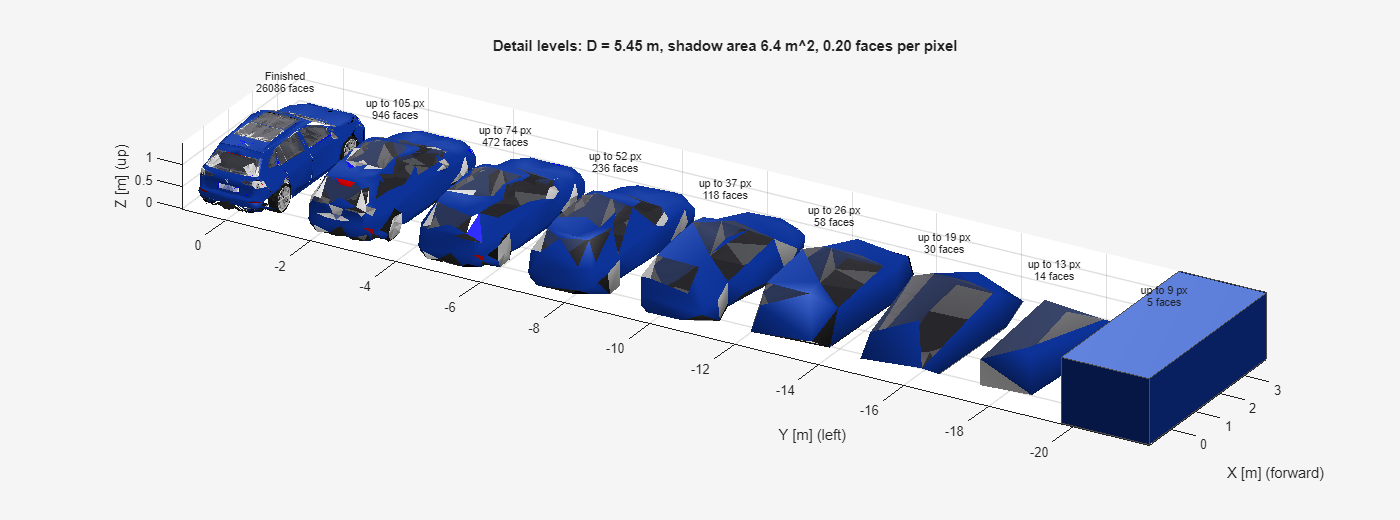 Detail levels: D = 5.45 m, shadow area 6.4 m^2, 0.20 faces per pixel
Finished
26086 faces
up to 105 px
946 faces
up to 74 px
472 faces
up to 52 px
236 faces
up to 37 px
118 faces
up to 26 px
58 faces
up to 19 px
30 faces
up to 13 px
14 faces
up to 9 px
5 faces
Z [m] (up)
1
0.5
0
0
-2
-4
-6
-8
-10
-12
-14
-16
-18
-20
Y [m] (left)
3
2
1
0
X [m] (forward)